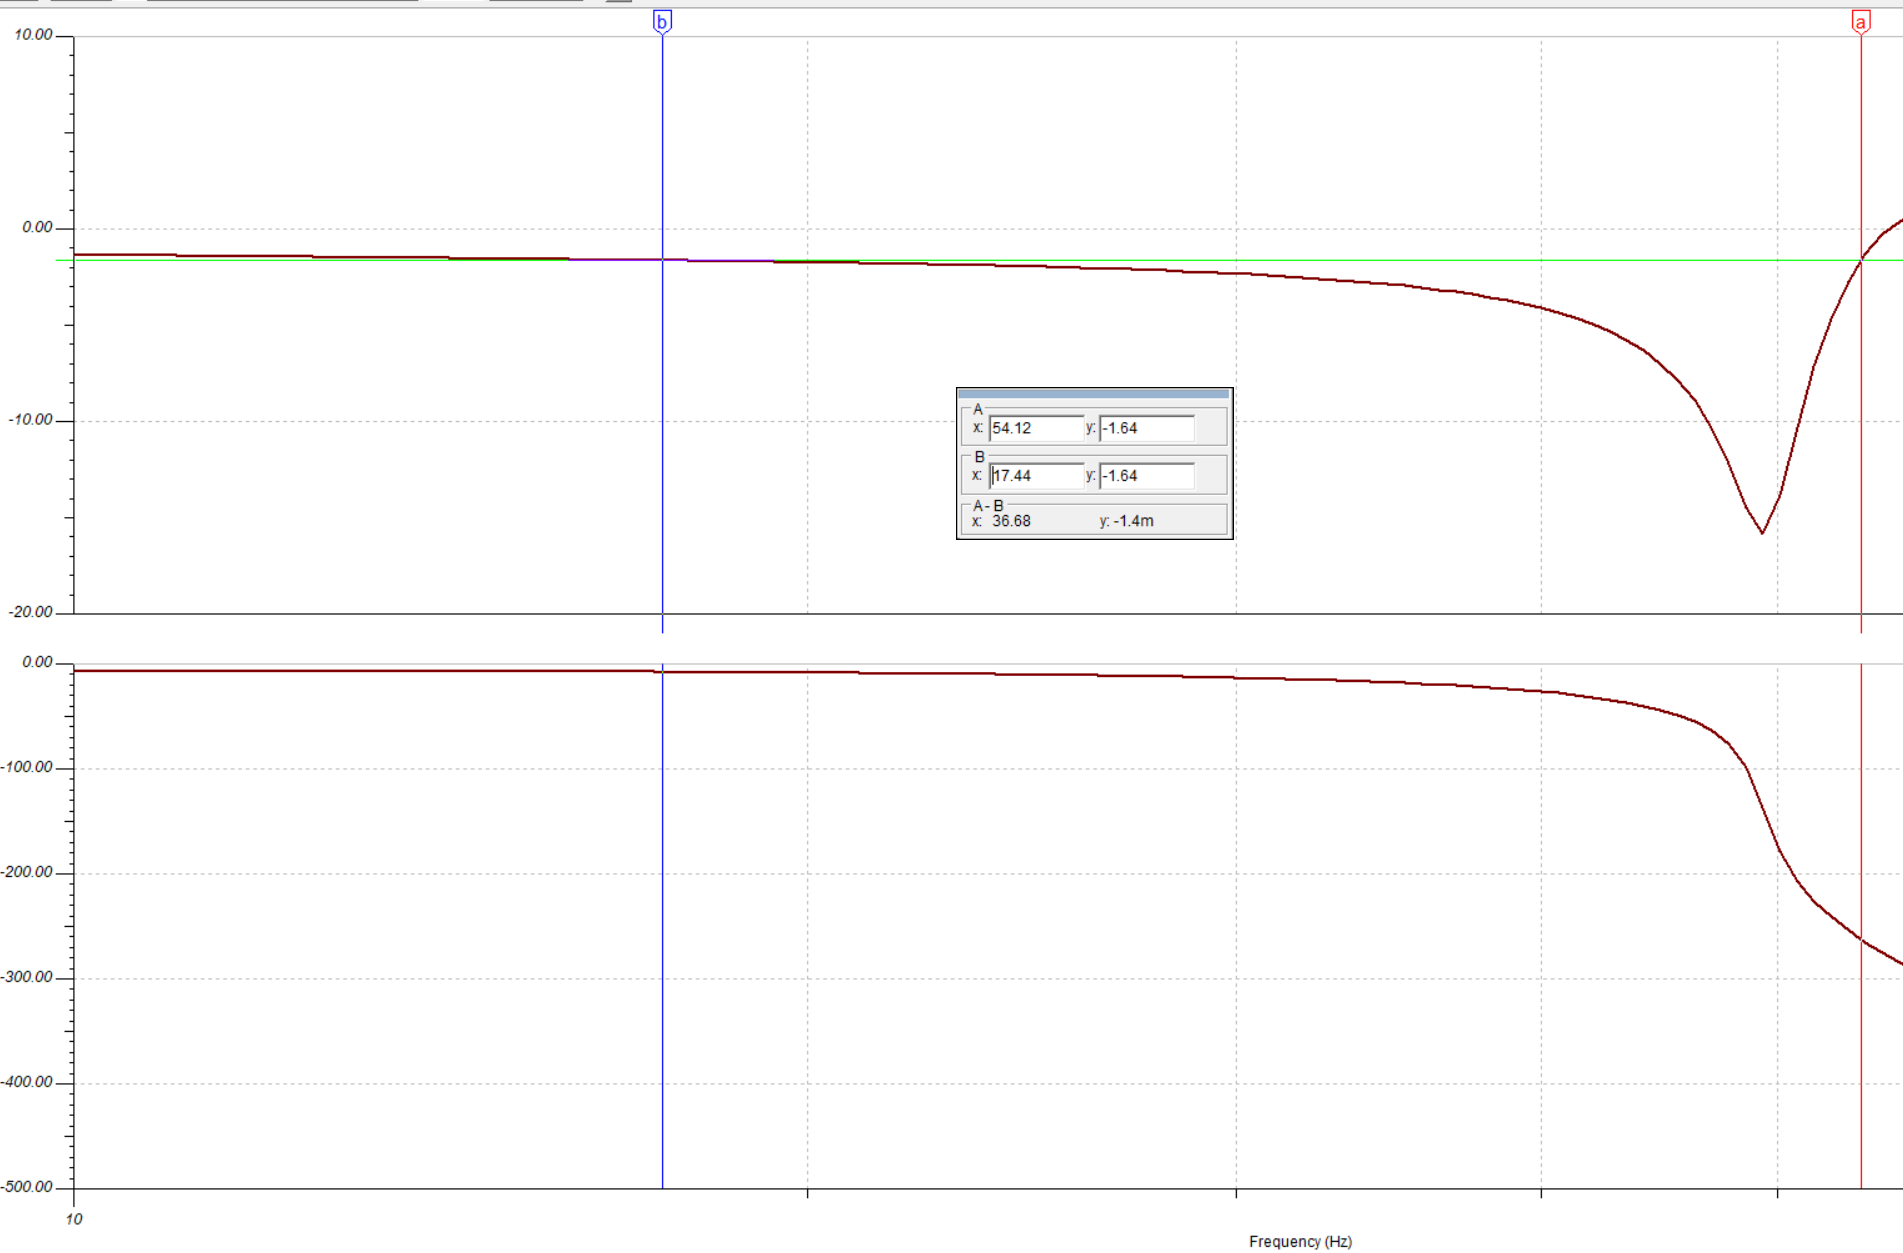 b a
10.00
0.00
-10.00
A
x: 54.12 y: -1.64
B
x: 17.44 y: -1.64
A - B
x: 36.68 y: -1.4m
-20.00
0.00
-100.00
-200.00
-300.00
-400.00
-500.00
10
Frequency (Hz)